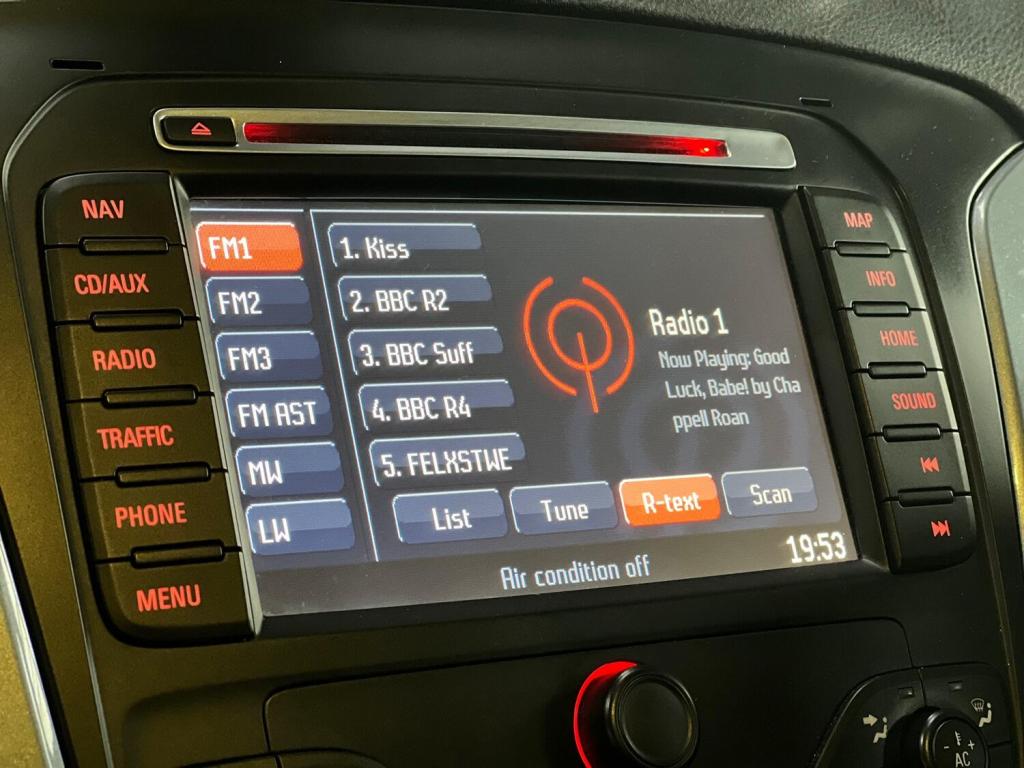 NAV
CD/AUX
RADIO
TRAFFIC
PHONE
MENU
FM1
FM2
FM3
FM AST
MW
LW
1. Kiss
2. BBC R2
3. BBC Suff
4. BBC R4
5. FELXSTWE
Radio 1
Now Playing: Good
Luck, Babe! by Cha
ppell Roan
List
Tune
R-text
Scan
Air condition off
19:53
MAP
INFO
HOME
SOUND
- +
AC